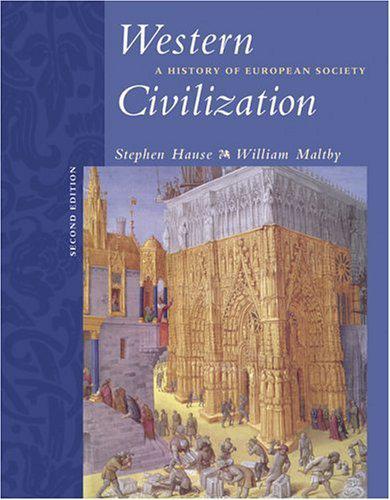 Western
A HISTORY OF EUROPEAN SOCIETY
Civilization
Stephen Hause & William Maltby
SECOND EDITION